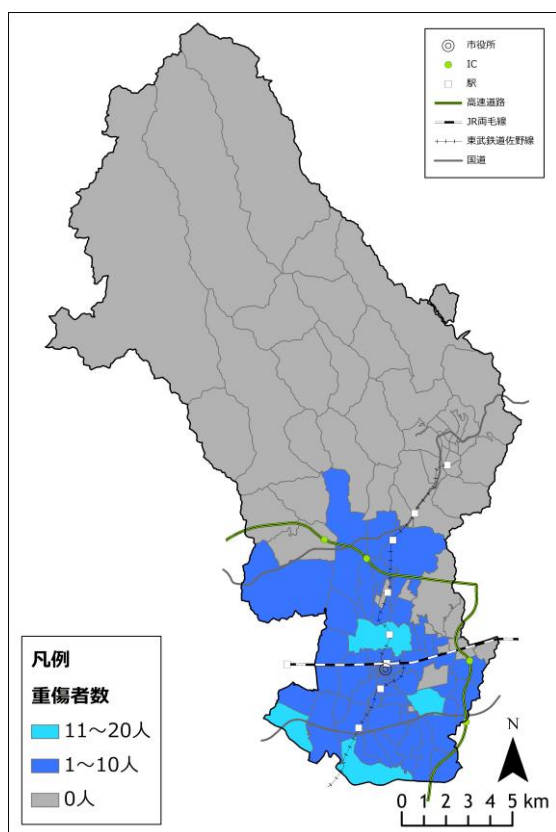 市役所
IC
駅
高速道路
JR両毛線
東武鉄道佐野線
国道
凡例
重傷者数
11～20人
1～10人
0人
N
0 1 2 3 4 5 km